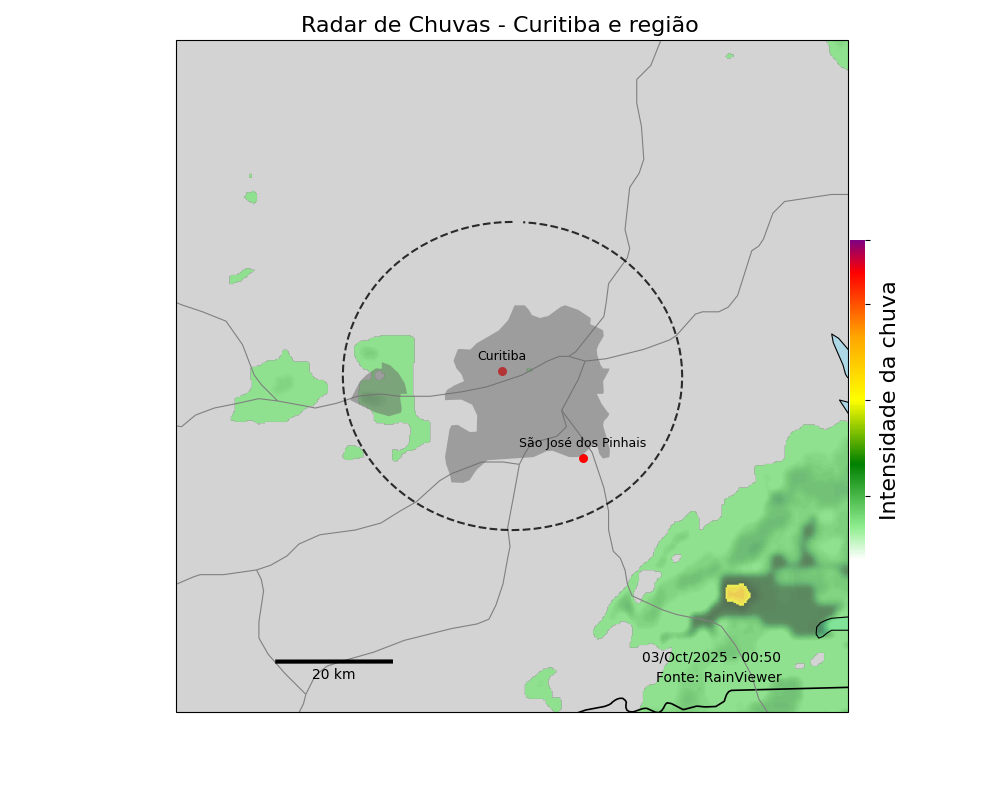 Radar de Chuvas - Curitiba e região
Curitiba
São José dos Pinhais
Intensidade da chuva
03/Oct/2025 - 00:50
Fonte: RainViewer
20 km